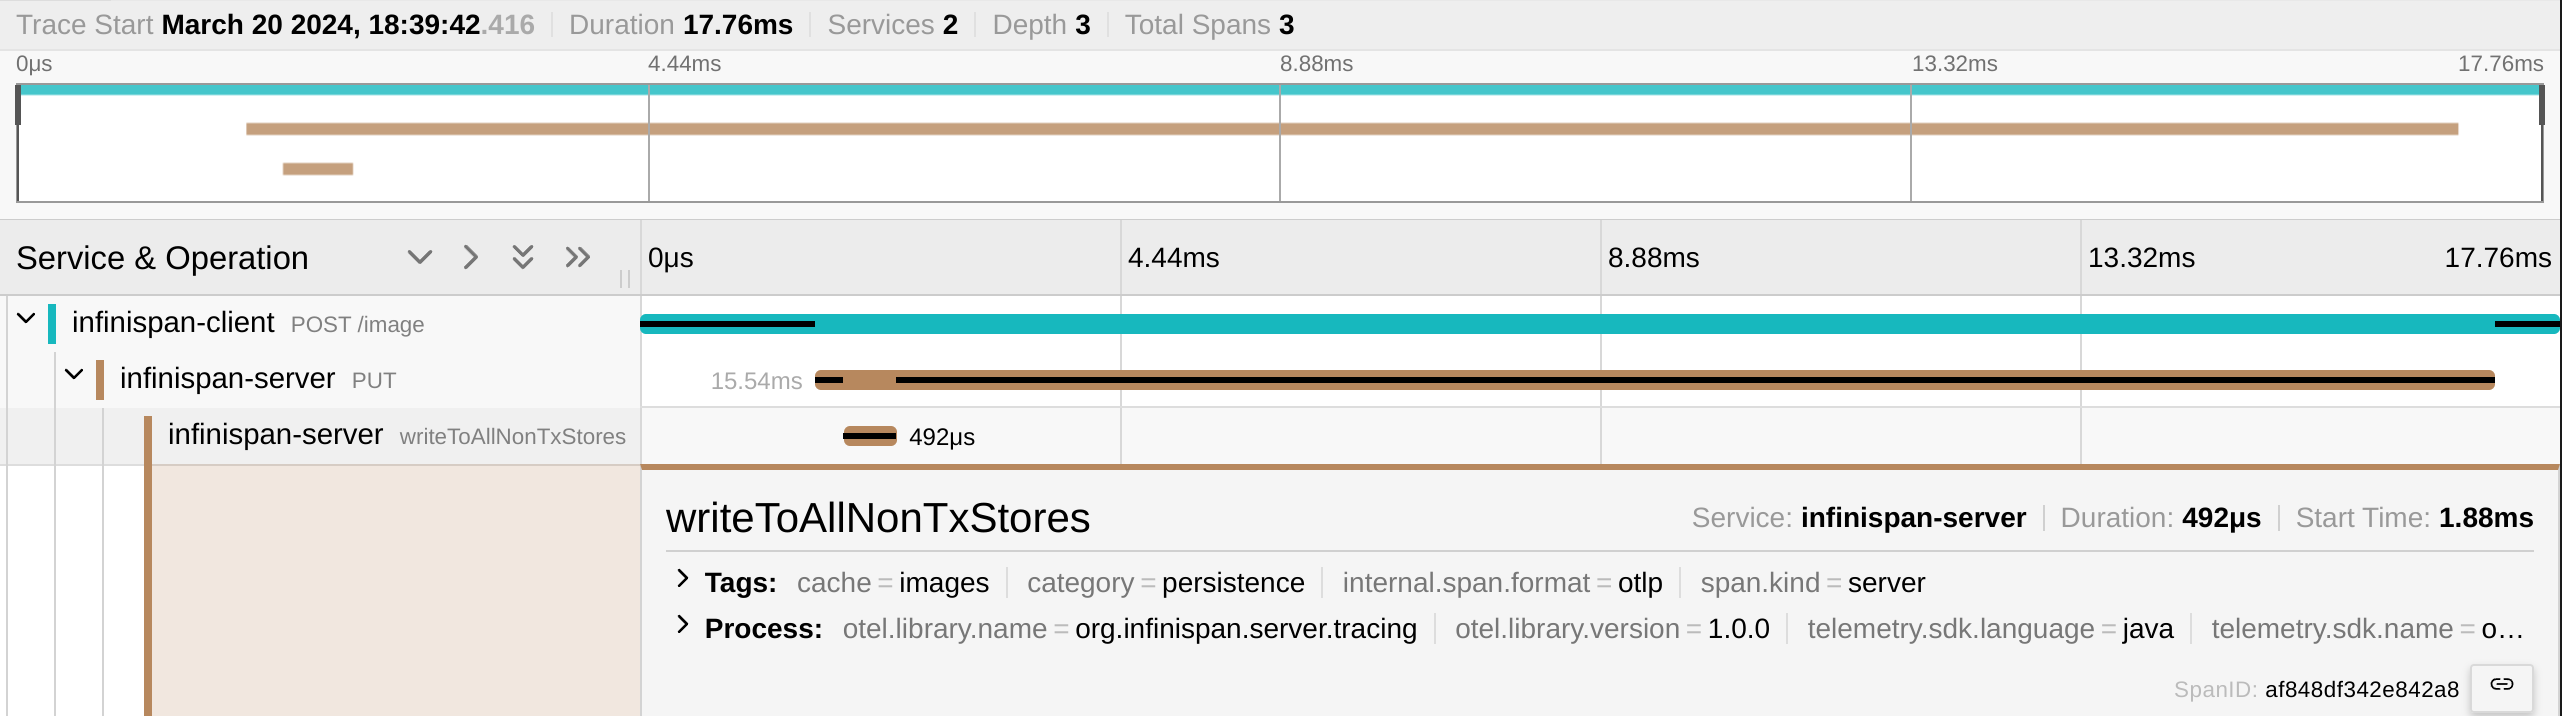 Trace Start March 20 2024, 18:39:42.416 Duration 17.76ms Services 2 Depth 3 Total Spans 3
0μs 4.44ms 8.88ms 13.32ms 17.76ms
Service & Operation 0μs 4.44ms 8.88ms 13.32ms 17.76ms
infinispan-client POST /image
infinispan-server PUT 15.54ms
infinispan-server writeToAllNonTxStores 492μs
writeToAllNonTxStores Service: infinispan-server Duration: 492μs Start Time: 1.88ms
Tags: cache = images category = persistence internal.span.format = otlp span.kind = server
Process: otel.library.name = org.infinispan.server.tracing otel.library.version = 1.0.0 telemetry.sdk.language = java telemetry.sdk.name = o…
SpanID: af848df342e842a8